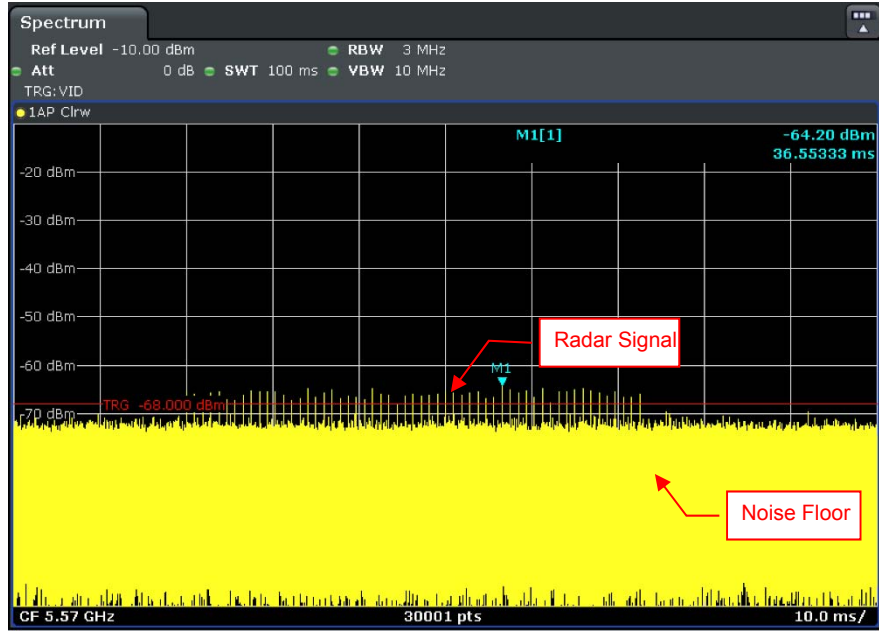 Spectrum
Ref Level -10.00 dBm RBW 3 MHz
Att 0 dB SWT 100 ms VBW 10 MHz
TRG:VID
1AP Clrw
M1[1] -64.20 dBm
36.55333 ms
-20 dBm
-30 dBm
-40 dBm
-50 dBm
Radar Signal
-60 dBm
M1
TRG -68.000 dBm
-70 dBm
Noise Floor
CF 5.57 GHz 30001 pts 10.0 ms/